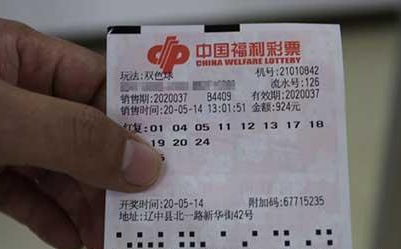 中国福利彩票
CHINA WELFARE LOTTERY
玩法:双色球
机号:21010842
流水号:126
销售期:2020037 B4409 有效期:2020037
销售时间:20-05-14 13:01:51 金额:924元
红复:01 04 05 11 12 13 17 18
19 20 24
开奖时间:20-05-14 附加码:67715235
地址:辽中县北一路新华街42号